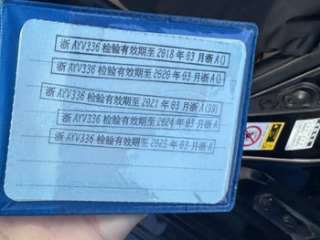 浙 AYV336 检验有效期至 2018 年 03 月浙 A()
浙 AYV336 检验有效期至 2020 年 03 月浙 A()
浙 AYV336 检验有效期至 2021 年 03 月浙 A(99)
浙 AYV336 检验有效期至 2024 年 03 月浙 A
浙 AYV336 检验有效期至 2025 年 03 月浙 A